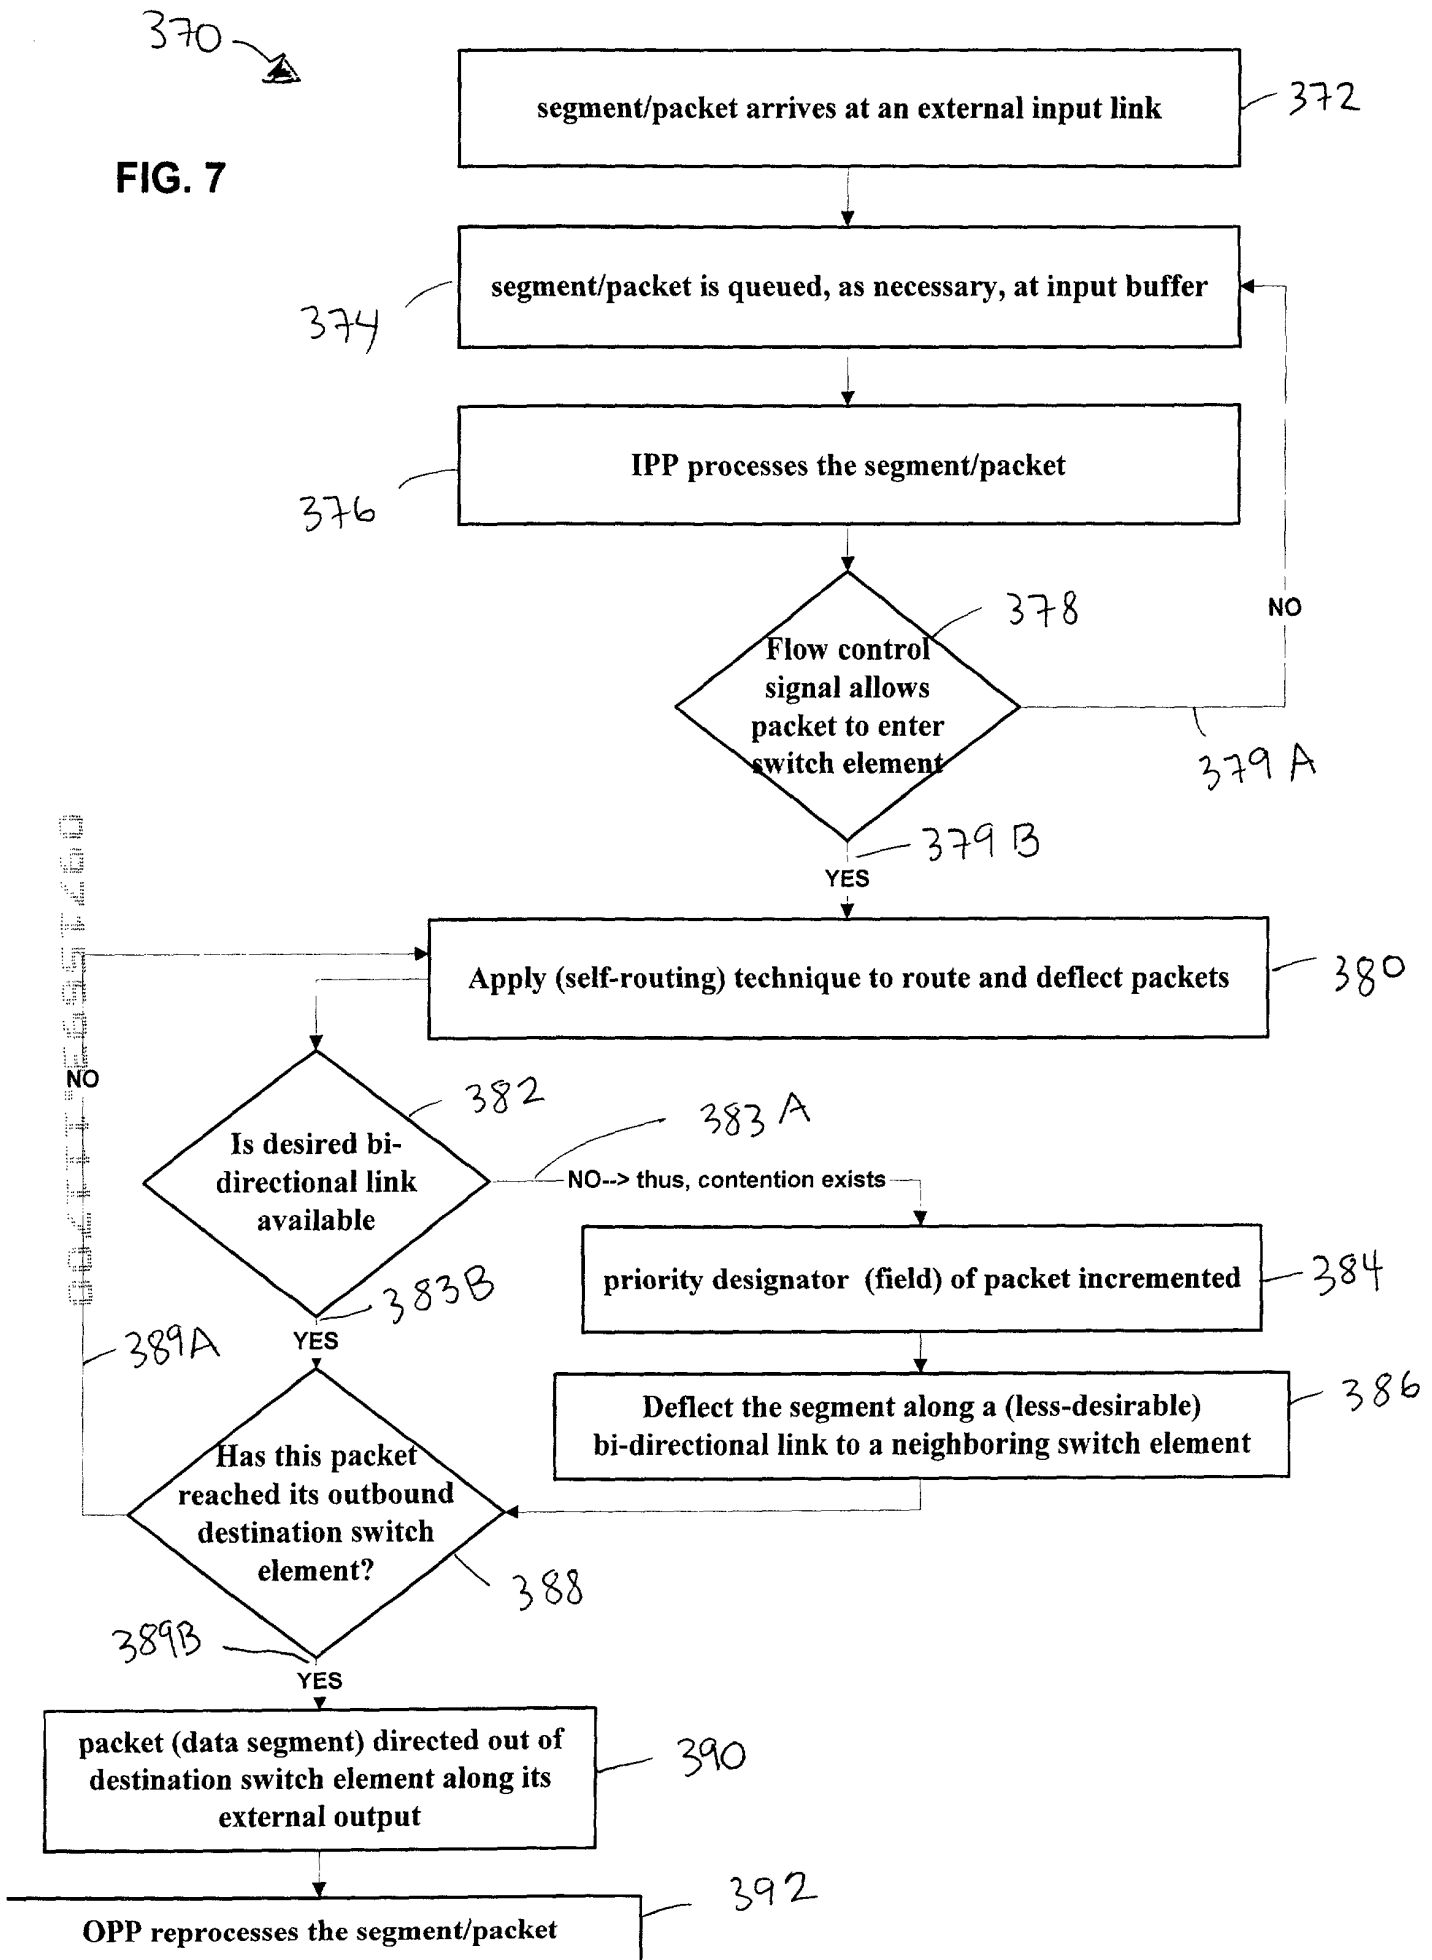 370
FIG. 7
segment/packet arrives at an external input link
372
segment/packet is queued, as necessary, at input buffer
374
IPP processes the segment/packet
376
Flow control
signal allows
packet to enter
switch element
378
NO
379A
379B
YES
Apply (self-routing) technique to route and deflect packets
380
NO
382
Is desired bi-
directional link
available
383A
NO--> thus, contention exists
priority designator (field) of packet incremented
384
383B
YES
389A
Deflect the segment along a (less-desirable)
bi-directional link to a neighboring switch element
386
Has this packet
reached its outbound
destination switch
element?
388
389B
YES
packet (data segment) directed out of
destination switch element along its
external output
390
OPP reprocesses the segment/packet
392